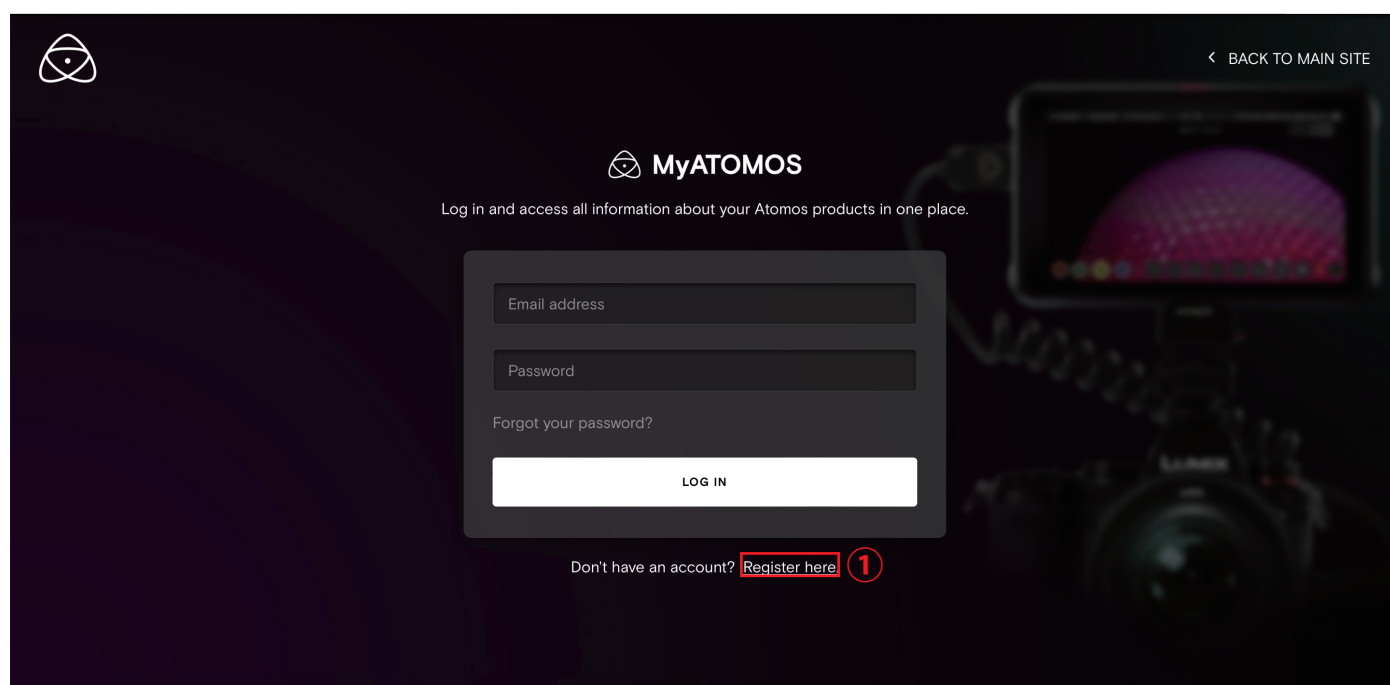 BACK TO MAIN SITE
MyATOMOS
Log in and access all information about your Atomos products in one place.
Email address
Password
Forgot your password?
LOG IN
LUMIX
Don't have an account? Register here. 1